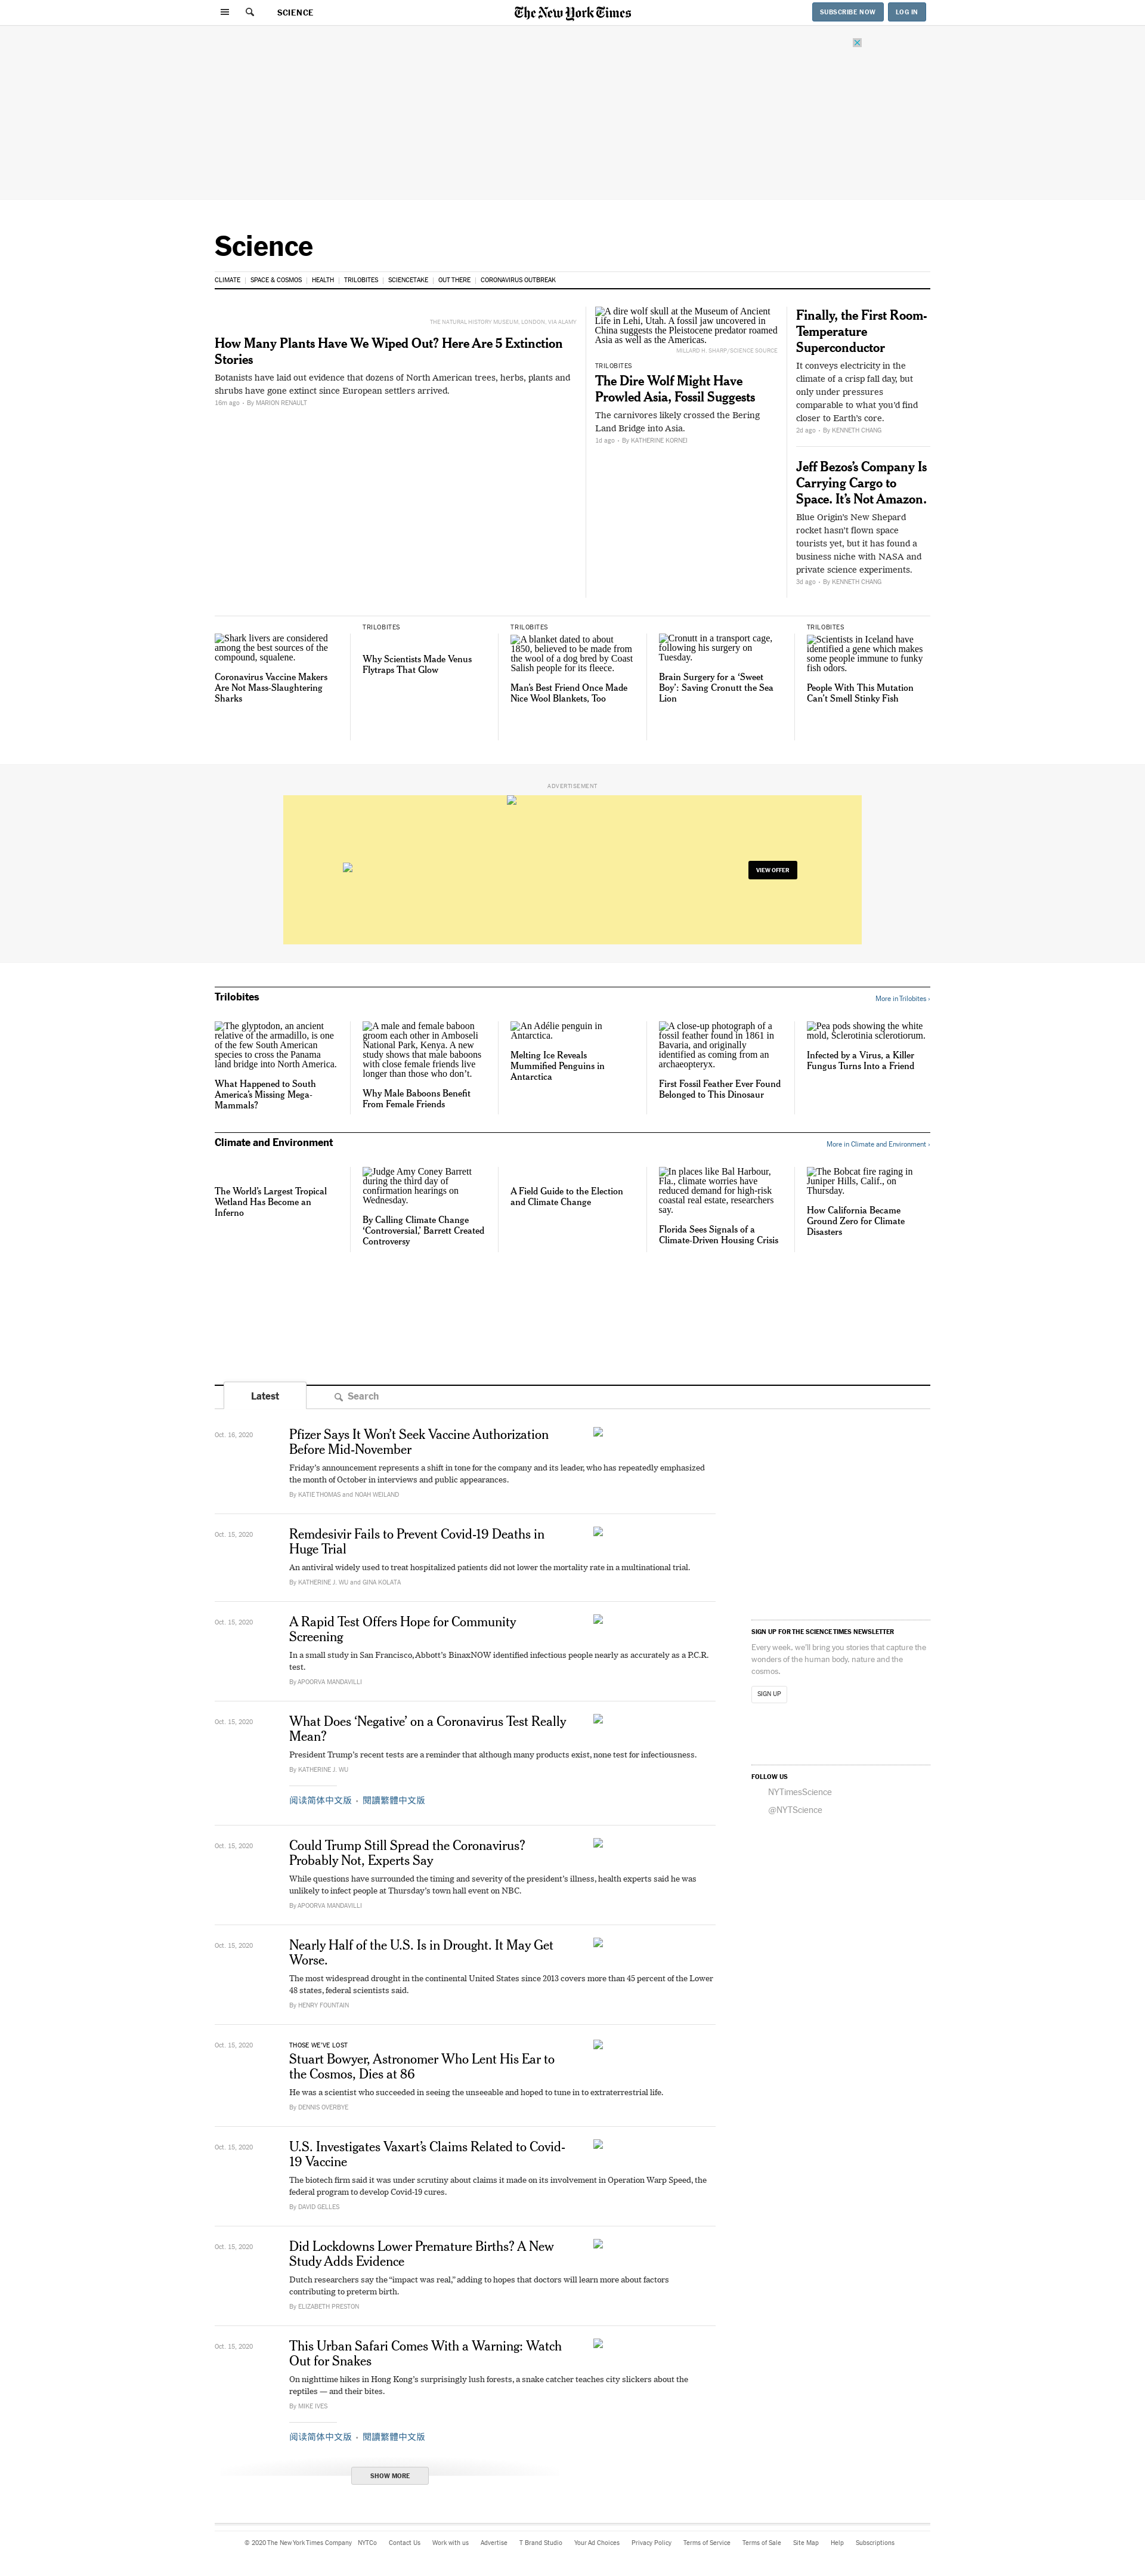 SCIENCE
The New York Times
SUBSCRIBE NOW
LOG IN
Science
CLIMATE
SPACE & COSMOS
HEALTH
TRILOBITES
SCIENCETAKE
OUT THERE
CORONAVIRUS OUTBREAK
THE NATURAL HISTORY MUSEUM, LONDON, VIA ALAMY
How Many Plants Have We Wiped Out? Here Are 5 Extinction
Stories
Botanists have laid out evidence that dozens of North American trees, herbs, plants and
shrubs have gone extinct since European settlers arrived.
16m ago • By MARION RENAULT
A dire wolf skull at the Museum of Ancient
Life in Lehi, Utah. A fossil jaw uncovered in
China suggests the Pleistocene predator roamed
Asia as well as the Americas.
MILLARD H. SHARP/SCIENCE SOURCE
TRILOBITES
The Dire Wolf Might Have
Prowled Asia, Fossil Suggests
The carnivores likely crossed the Bering
Land Bridge into Asia.
1d ago • By KATHERINE KORNEI
Finally, the First Room-
Temperature
Superconductor
It conveys electricity in the
climate of a crisp fall day, but
only under pressures
comparable to what you’d find
closer to Earth’s core.
2d ago • By KENNETH CHANG
Jeff Bezos’s Company Is
Carrying Cargo to
Space. It’s Not Amazon.
Blue Origin’s New Shepard
rocket hasn’t flown space
tourists yet, but it has found a
business niche with NASA and
private science experiments.
3d ago • By KENNETH CHANG
Shark livers are considered
among the best sources of the
compound, squalene.
Coronavirus Vaccine Makers
Are Not Mass-Slaughtering
Sharks
TRILOBITES
Why Scientists Made Venus
Flytraps That Glow
TRILOBITES
A blanket dated to about
1850, believed to be made from
the wool of a dog bred by Coast
Salish people for its fleece.
Man’s Best Friend Once Made
Nice Wool Blankets, Too
Cronutt in a transport cage,
following his surgery on
Tuesday.
Brain Surgery for a ‘Sweet
Boy’: Saving Cronutt the Sea
Lion
TRILOBITES
Scientists in Iceland have
identified a gene which makes
some people immune to funky
fish odors.
People With This Mutation
Can’t Smell Stinky Fish
ADVERTISEMENT
VIEW OFFER
Trilobites
More in Trilobites ›
The glyptodon, an ancient
relative of the armadillo, is one
of the few South American
species to cross the Panama
land bridge into North America.
What Happened to South
America’s Missing Mega-
Mammals?
A male and female baboon
groom each other in Amboseli
National Park, Kenya. A new
study shows that male baboons
with close female friends live
longer than those who don’t.
Why Male Baboons Benefit
From Female Friends
An Adélie penguin in
Antarctica.
Melting Ice Reveals
Mummified Penguins in
Antarctica
A close-up photograph of a
fossil feather found in 1861 in
Bavaria, and originally
identified as coming from an
archaeopteryx.
First Fossil Feather Ever Found
Belonged to This Dinosaur
Pea pods showing the white
mold, Sclerotinia sclerotiorum.
Infected by a Virus, a Killer
Fungus Turns Into a Friend
Climate and Environment
More in Climate and Environment ›
The World’s Largest Tropical
Wetland Has Become an
Inferno
Judge Amy Coney Barrett
during the third day of
confirmation hearings on
Wednesday.
By Calling Climate Change
‘Controversial,’ Barrett Created
Controversy
A Field Guide to the Election
and Climate Change
In places like Bal Harbour,
Fla., climate worries have
reduced demand for high-risk
coastal real estate, researchers
say.
Florida Sees Signals of a
Climate-Driven Housing Crisis
The Bobcat fire raging in
Juniper Hills, Calif., on
Thursday.
How California Became
Ground Zero for Climate
Disasters
Latest
Search
Oct. 16, 2020
Pfizer Says It Won’t Seek Vaccine Authorization
Before Mid-November
Friday’s announcement represents a shift in tone for the company and its leader, who has repeatedly emphasized
the month of October in interviews and public appearances.
By KATIE THOMAS and NOAH WEILAND
Oct. 15, 2020
Remdesivir Fails to Prevent Covid-19 Deaths in
Huge Trial
An antiviral widely used to treat hospitalized patients did not lower the mortality rate in a multinational trial.
By KATHERINE J. WU and GINA KOLATA
Oct. 15, 2020
A Rapid Test Offers Hope for Community
Screening
In a small study in San Francisco, Abbott’s BinaxNOW identified infectious people nearly as accurately as a P.C.R.
test.
By APOORVA MANDAVILLI
Oct. 15, 2020
What Does ‘Negative’ on a Coronavirus Test Really
Mean?
President Trump’s recent tests are a reminder that although many products exist, none test for infectiousness.
By KATHERINE J. WU
阅读简体中文版 • 閱讀繁體中文版
Oct. 15, 2020
Could Trump Still Spread the Coronavirus?
Probably Not, Experts Say
While questions have surrounded the timing and severity of the president’s illness, health experts said he was
unlikely to infect people at Thursday’s town hall event on NBC.
By APOORVA MANDAVILLI
Oct. 15, 2020
Nearly Half of the U.S. Is in Drought. It May Get
Worse.
The most widespread drought in the continental United States since 2013 covers more than 45 percent of the Lower
48 states, federal scientists said.
By HENRY FOUNTAIN
Oct. 15, 2020
THOSE WE’VE LOST
Stuart Bowyer, Astronomer Who Lent His Ear to
the Cosmos, Dies at 86
He was a scientist who succeeded in seeing the unseeable and hoped to tune in to extraterrestrial life.
By DENNIS OVERBYE
Oct. 15, 2020
U.S. Investigates Vaxart’s Claims Related to Covid-
19 Vaccine
The biotech firm said it was under scrutiny about claims it made on its involvement in Operation Warp Speed, the
federal program to develop Covid-19 cures.
By DAVID GELLES
Oct. 15, 2020
Did Lockdowns Lower Premature Births? A New
Study Adds Evidence
Dutch researchers say the “impact was real,” adding to hopes that doctors will learn more about factors
contributing to preterm birth.
By ELIZABETH PRESTON
Oct. 15, 2020
This Urban Safari Comes With a Warning: Watch
Out for Snakes
On nighttime hikes in Hong Kong’s surprisingly lush forests, a snake catcher teaches city slickers about the
reptiles — and their bites.
By MIKE IVES
阅读简体中文版 • 閱讀繁體中文版
SHOW MORE
SIGN UP FOR THE SCIENCE TIMES NEWSLETTER
Every week, we’ll bring you stories that capture the
wonders of the human body, nature and the
cosmos.
SIGN UP
FOLLOW US
NYTimesScience
@NYTScience
© 2020 The New York Times Company
NYTCo
Contact Us
Work with us
Advertise
T Brand Studio
Your Ad Choices
Privacy Policy
Terms of Service
Terms of Sale
Site Map
Help
Subscriptions